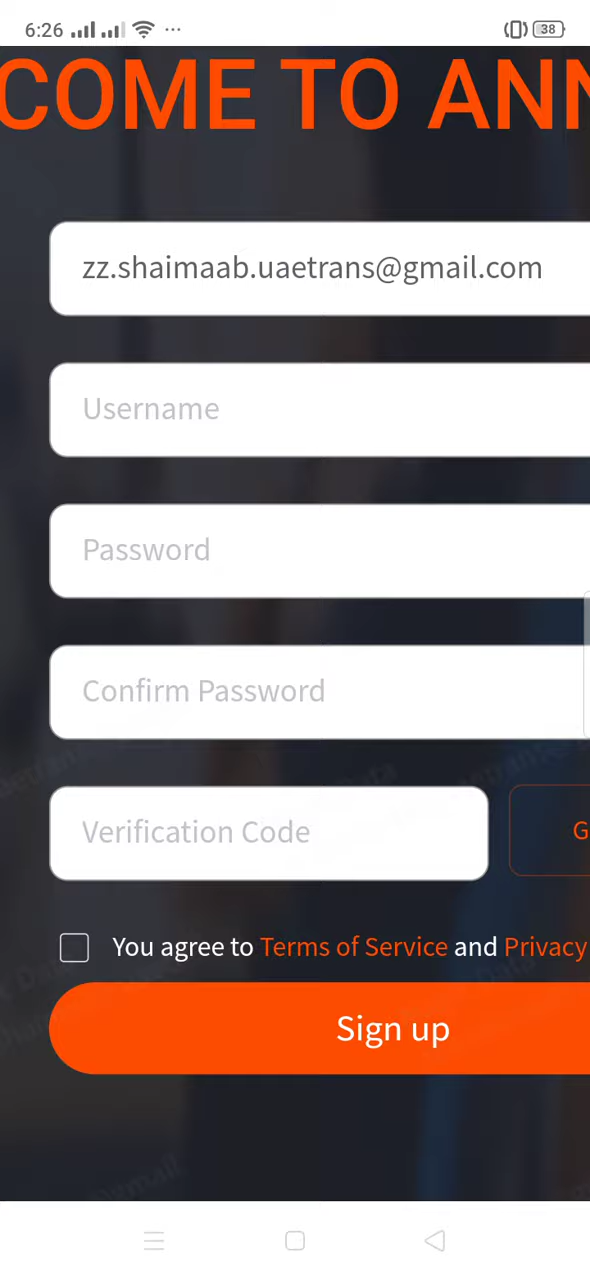 6:26 38
COME TO ANN
zz.shaimaab.uaetrans@gmail.com
Username
Password
Confirm Password
Verification Code
G
You agree to Terms of Service and Privacy
Sign up